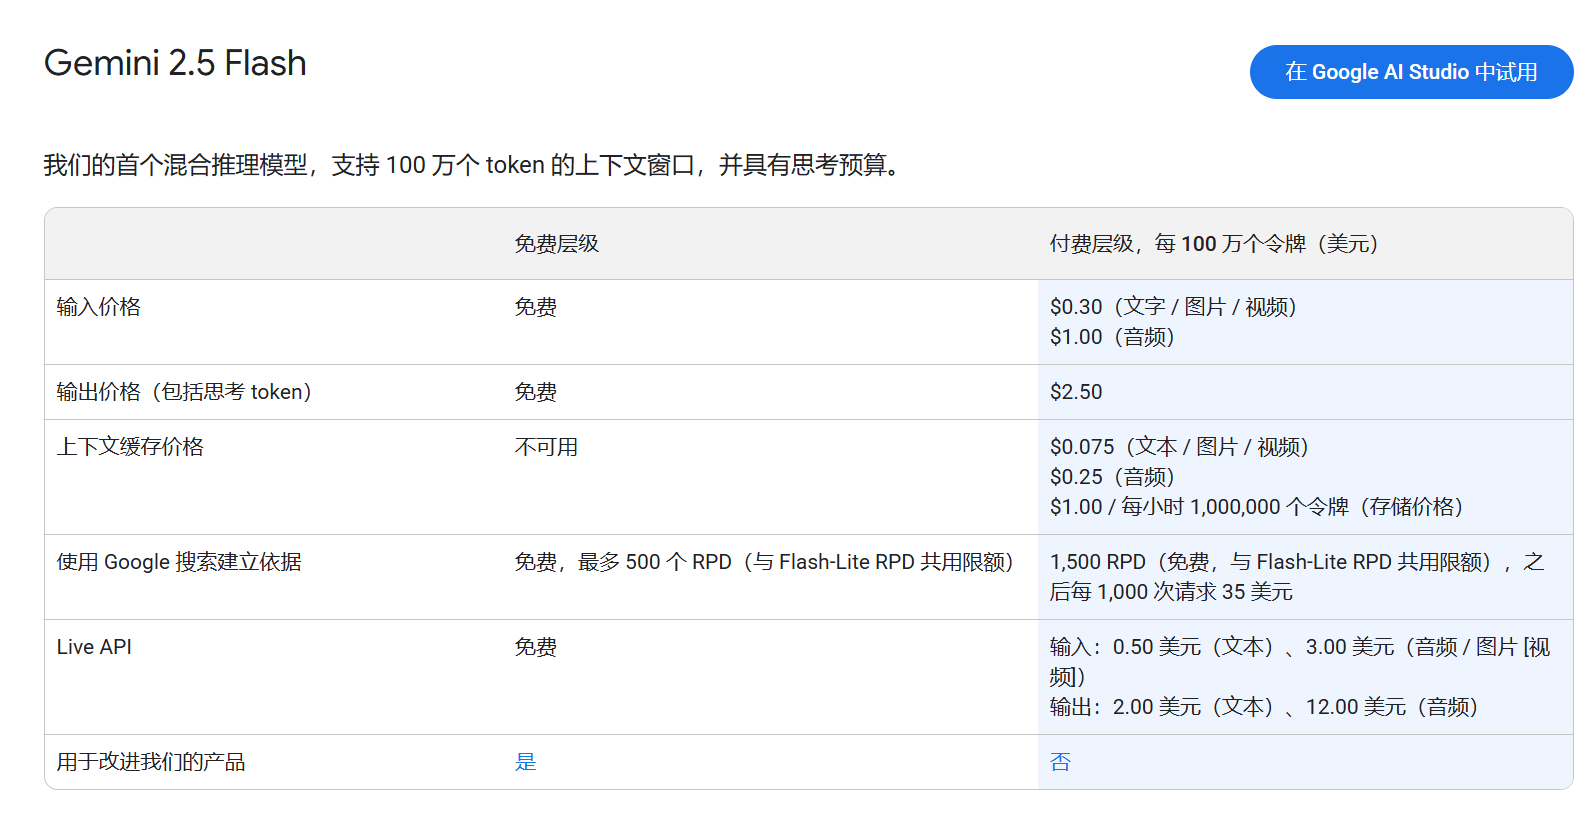 Gemini 2.5 Flash
在 Google AI Studio 中试用
我们的首个混合推理模型，支持 100 万个 token 的上下文窗口，并具有思考预算。
免费层级
付费层级，每 100 万个令牌（美元）
输入价格
免费
$0.30（文字 / 图片 / 视频）
$1.00（音频）
输出价格（包括思考 token）
免费
$2.50
上下文缓存价格
不可用
$0.075（文本 / 图片 / 视频）
$0.25（音频）
$1.00 / 每小时 1,000,000 个令牌（存储价格）
使用 Google 搜索建立依据
免费，最多 500 个 RPD（与 Flash-Lite RPD 共用限额）
1,500 RPD（免费，与 Flash-Lite RPD 共用限额），之
后每 1,000 次请求 35 美元
Live API
免费
输入：0.50 美元（文本）、3.00 美元（音频 / 图片 [视
频]）
输出：2.00 美元（文本）、12.00 美元（音频）
用于改进我们的产品
是
否